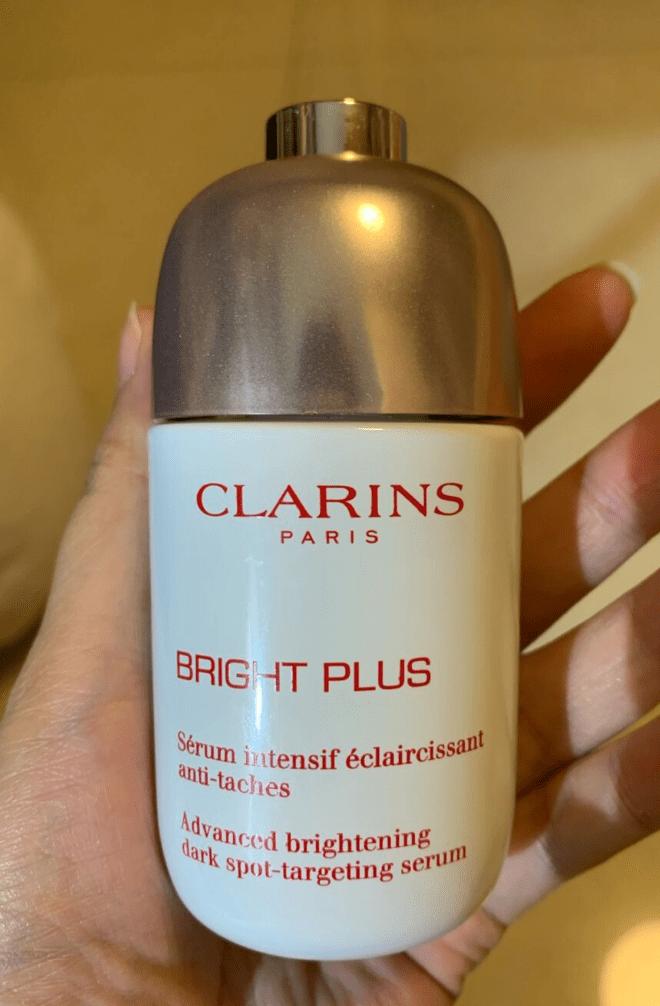 CLARINS
PARIS
BRIGHT PLUS
Sérum intensif éclaircissant
anti-taches
Advanced brightening
dark spot-targeting serum